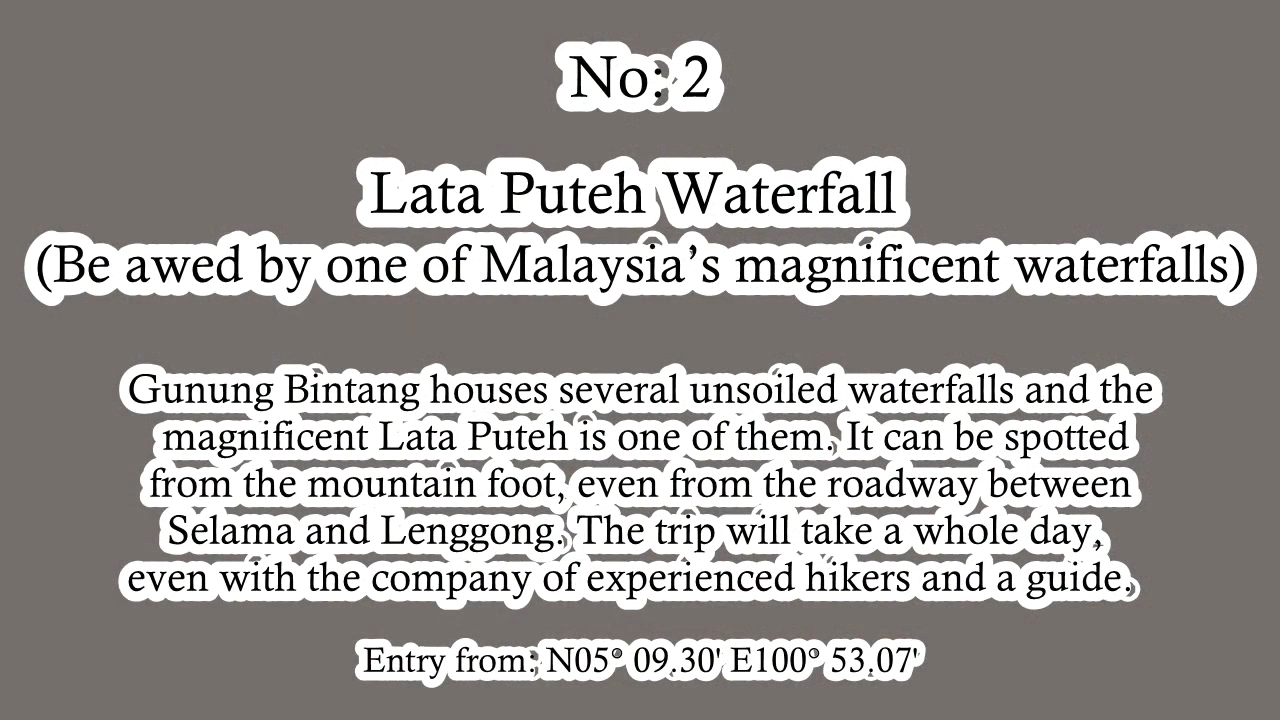 No: 2
Lata Puteh Waterfall
(Be awed by one of Malaysia’s magnificent waterfalls)
Gunung Bintang houses several unsoiled waterfalls and the
magnificent Lata Puteh is one of them. It can be spotted
from the mountain foot, even from the roadway between
Selama and Lenggong. The trip will take a whole day,
even with the company of experienced hikers and a guide.
Entry from: N05° 09.30' E100° 53.07'